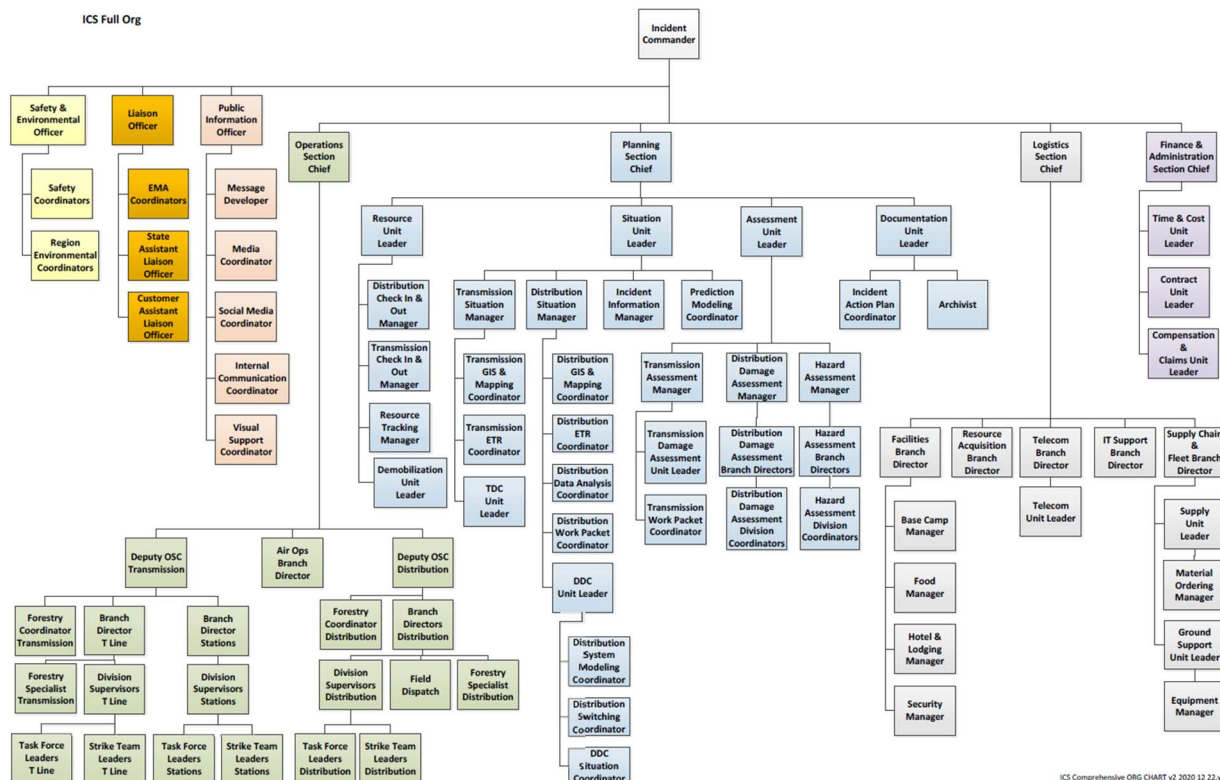 ICS Full Org
Incident
Commander
Safety &
Environmental
Officer
Liaison
Officer
Public
Information
Officer
Operations
Section
Chief
Planning
Section
Chief
Logistics
Section
Chief
Finance &
Administration
Section Chief
Safety
Coordinators
Region
Environmental
Coordinators
EMA
Coordinators
State
Assistant
Liaison
Officer
Customer
Assistant
Liaison
Officer
Message
Developer
Media
Coordinator
Social Media
Coordinator
Internal
Communication
Coordinator
Visual
Support
Coordinator
Resource
Unit
Leader
Situation
Unit
Leader
Assessment
Unit
Leader
Documentation
Unit
Leader
Distribution
Check In &
Out Manager
Transmission
Check In &
Out
Manager
Resource
Tracking
Manager
Demobilization
Unit
Leader
Transmission
Situation
Manager
Distribution
Situation
Manager
Incident
Information
Manager
Prediction
Modeling
Coordinator
Transmission
GIS &
Mapping
Coordinator
Transmission
ETR
Coordinator
TDC
Unit
Leader
Distribution
GIS &
Mapping
Coordinator
Distribution
ETR
Coordinator
Distribution
Data Analysis
Coordinator
Distribution
Work Packet
Coordinator
DDC
Unit Leader
Distribution
System
Modeling
Coordinator
Distribution
Switching
Coordinator
DDC
Situation
Coordinator
Transmission
Assessment
Manager
Distribution
Damage
Assessment
Manager
Hazard
Assessment
Manager
Transmission
Damage
Assessment
Unit Leader
Transmission
Work Packet
Coordinator
Distribution
Damage
Assessment
Branch Directors
Distribution
Damage
Assessment
Division
Coordinators
Hazard
Assessment
Branch
Directors
Hazard
Assessment
Division
Coordinators
Incident
Action Plan
Coordinator
Archivist
Time & Cost
Unit
Leader
Contract
Unit
Leader
Compensation
& Claims Unit
Leader
Facilities
Branch
Director
Resource
Acquisition
Branch
Director
Telecom
Branch
Director
IT Support
Branch
Director
Supply Chain
&
Fleet Branch
Director
Base Camp
Manager
Food
Manager
Hotel &
Lodging
Manager
Security
Manager
Telecom
Unit Leader
Supply
Unit
Leader
Material
Ordering
Manager
Ground
Support
Unit Leader
Equipment
Manager
Deputy OSC
Transmission
Air Ops
Branch
Director
Deputy OSC
Distribution
Forestry
Coordinator
Transmission
Branch
Director
T Line
Branch
Director
Stations
Forestry
Coordinator
Distribution
Branch
Directors
Distribution
Forestry
Specialist
Transmission
Division
Supervisors
T Line
Division
Supervisors
Stations
Division
Supervisors
Distribution
Field
Dispatch
Forestry
Specialist
Distribution
Task Force
Leaders
T Line
Strike Team
Leaders
T Line
Task Force
Leaders
Stations
Strike Team
Leaders
Stations
Task Force
Leaders
Distribution
Strike Team
Leaders
Distribution
ICS Comprehensive ORG CHART v2 2020 12 22.v